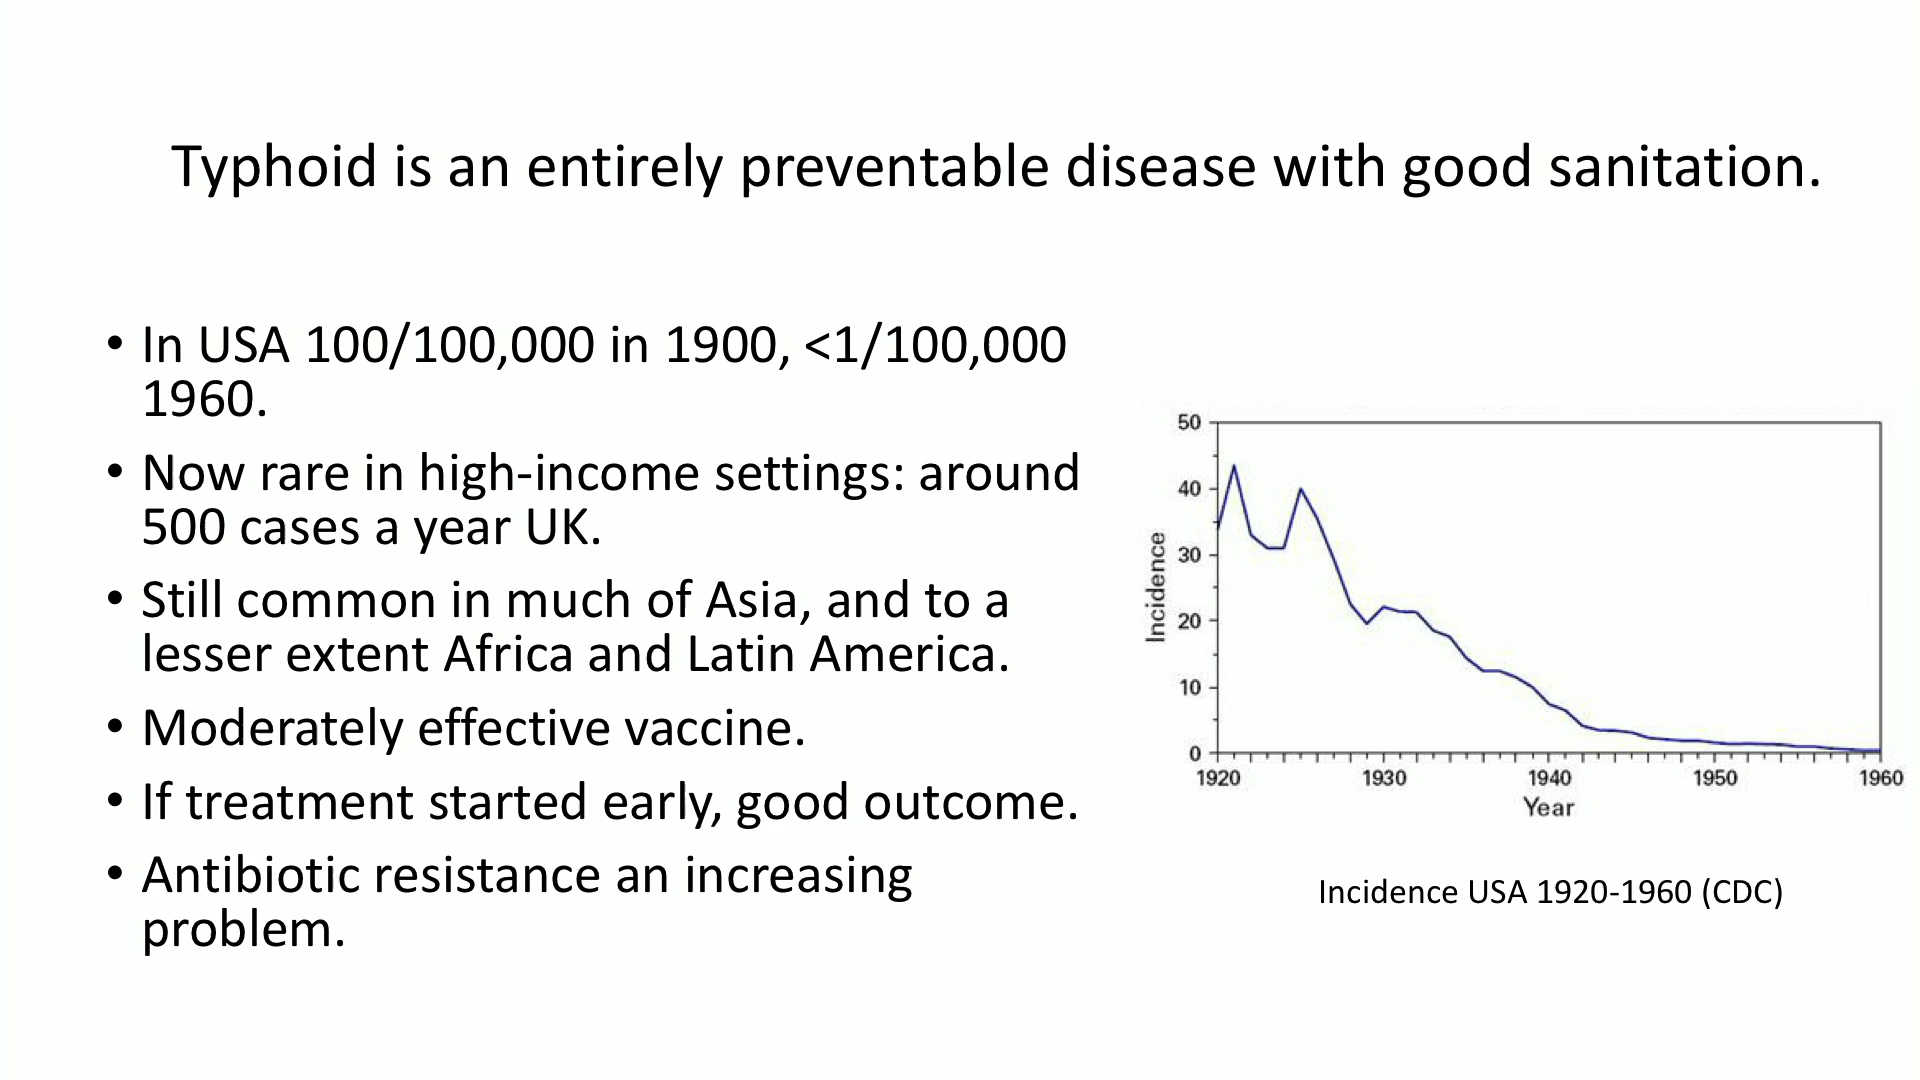 Typhoid is an entirely preventable disease with good sanitation.
• In USA 100/100,000 in 1900, <1/100,000
1960.
• Now rare in high-income settings: around
500 cases a year UK.
• Still common in much of Asia, and to a
lesser extent Africa and Latin America.
• Moderately effective vaccine.
• If treatment started early, good outcome.
• Antibiotic resistance an increasing
problem.
50
40
30
20
10
0
Incidence
1920 1930 1940 1950 1960
Year
Incidence USA 1920-1960 (CDC)